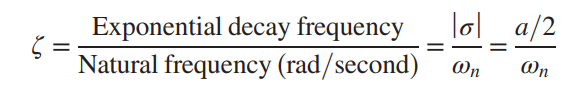 ζ = Exponential decay frequency / Natural frequency (rad/second) = |σ| / ωn = a/2 / ωn